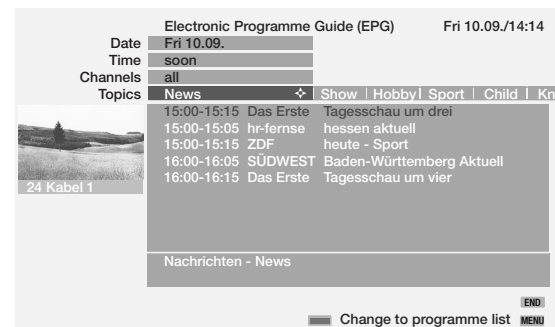 Electronic Programme Guide (EPG) Fri 10.09./14:14
Date Fri 10.09.
Time soon
Channels all
Topics News Show Hobby Sport Child Kn
15:00-15:15 Das Erste Tagesschau um drei
15:00-15:05 hr-fernse hessen aktuell
15:00-15:15 ZDF heute - Sport
16:00-16:05 SÜDWEST Baden-Württemberg Aktuell
16:00-16:15 Das Erste Tagesschau um vier
24 Kabel 1
Nachrichten - News
END
Change to programme list MENU